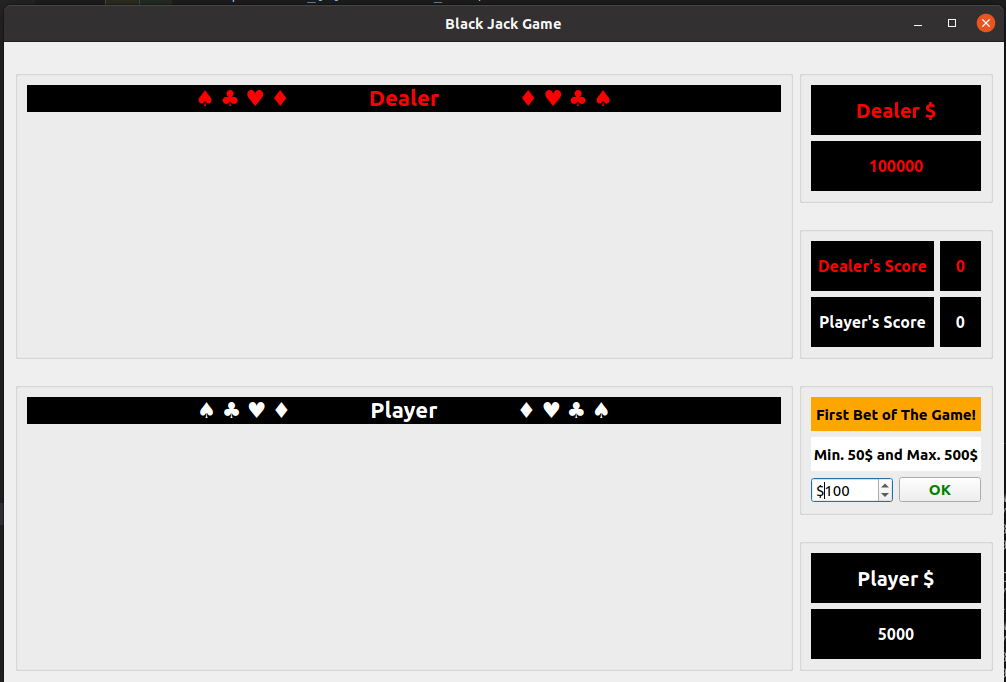 Black Jack Game
♠ ♣ ♥ ♦ Dealer ♦ ♥ ♣ ♠
Dealer $
100000
Dealer's Score 0
Player's Score 0
♠ ♣ ♥ ♦ Player ♦ ♥ ♣ ♠
First Bet of The Game!
Min. 50$ and Max. 500$
$100 OK
Player $
5000